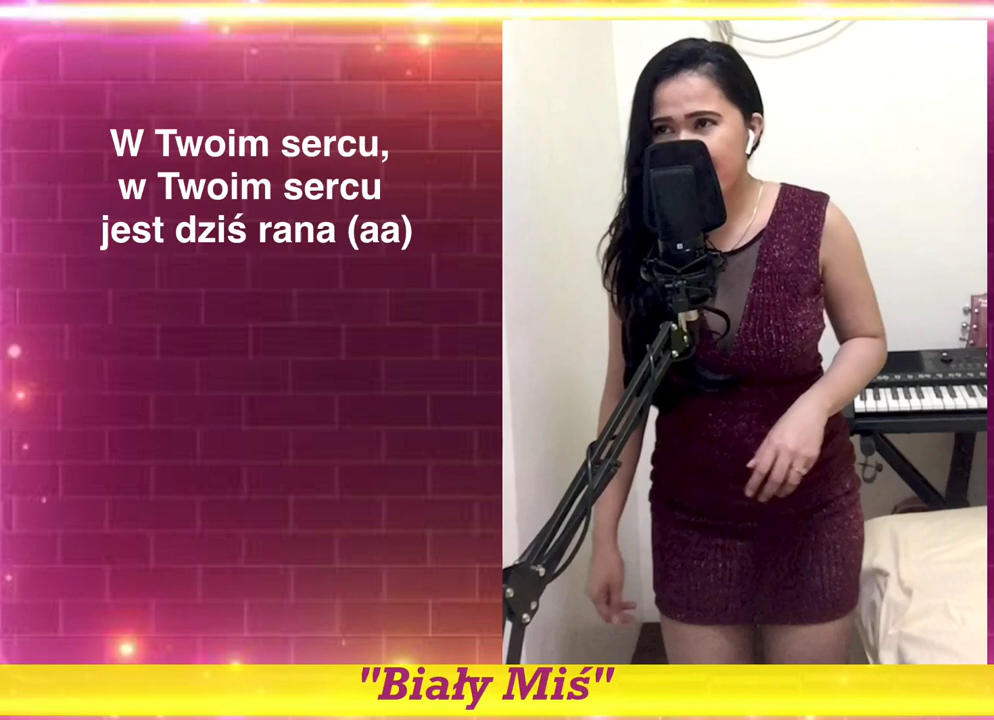 W Twoim sercu,
w Twoim sercu
jest dziś rana (aa)
"Biały Miś"